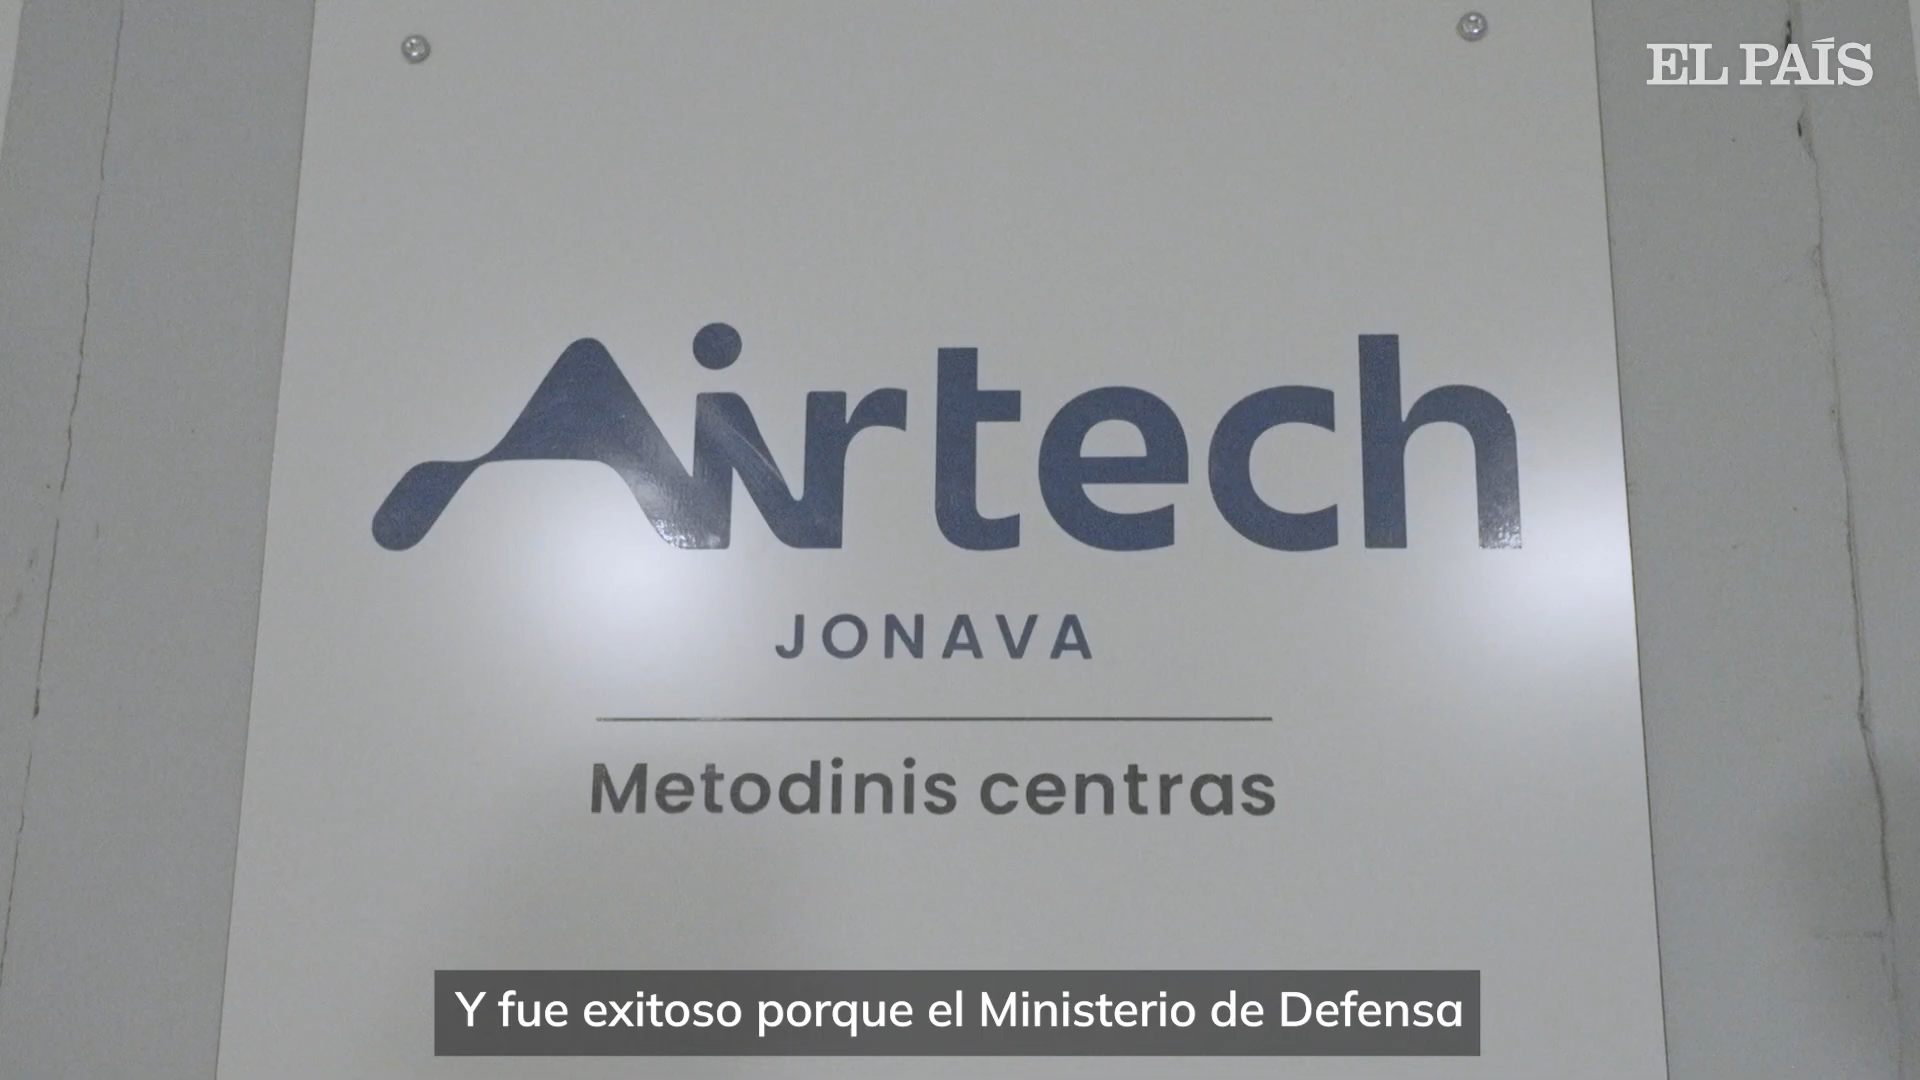 EL PAÍS
Airtech
JONAVA
Metodinis centras
Y fue exitoso porque el Ministerio de Defensa